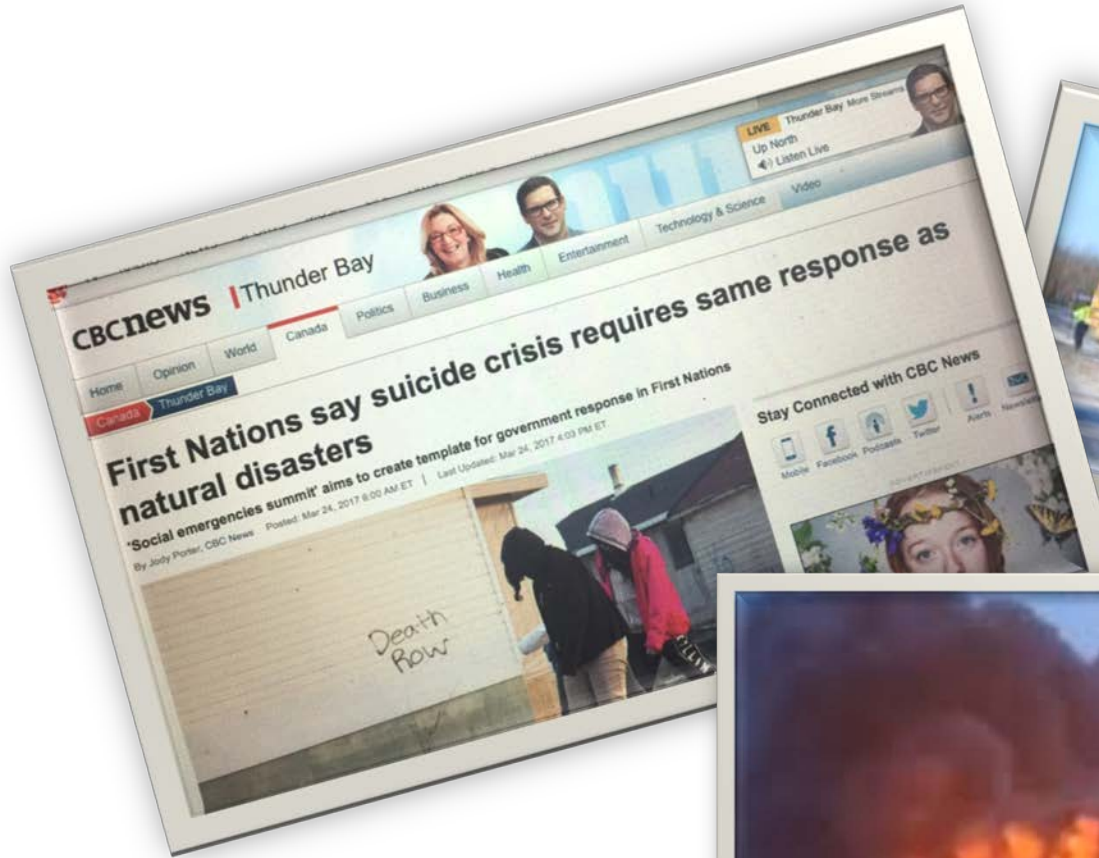 LIVE Thunder Bay More Streams
Up North
Listen Live
CBCnews Thunder Bay
Home Opinion World Canada Politics Business Health Entertainment Technology & Science Video
Canada Thunder Bay
First Nations say suicide crisis requires same response as
natural disasters
'Social emergencies summit' aims to create template for government response in First Nations
By Jody Porter, CBC News Posted: Mar 24, 2017 6:00 AM ET | Last Updated: Mar 24, 2017 4:03 PM ET
Stay Connected with CBC News
Mobile Facebook Podcasts Twitter Alerts
ADVERTISEMENT
Death
Row